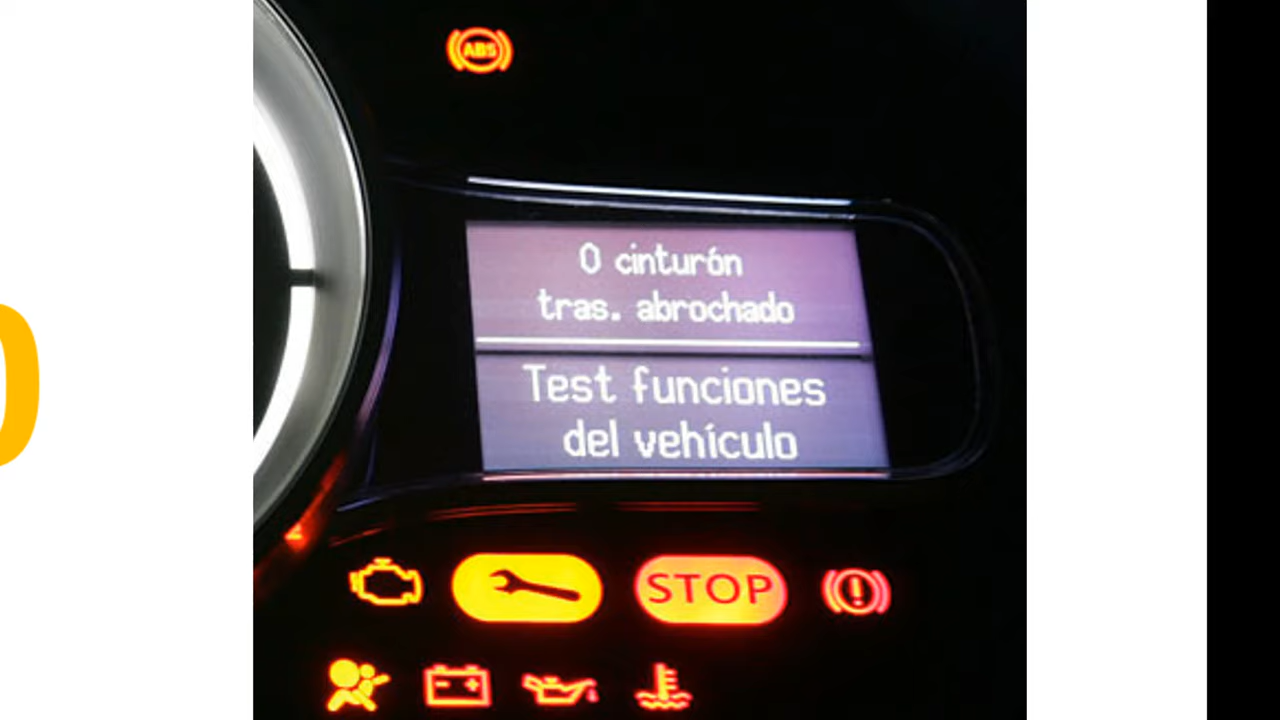 ABS
0 cinturón
tras. abrochado
Test funciones
del vehículo
STOP